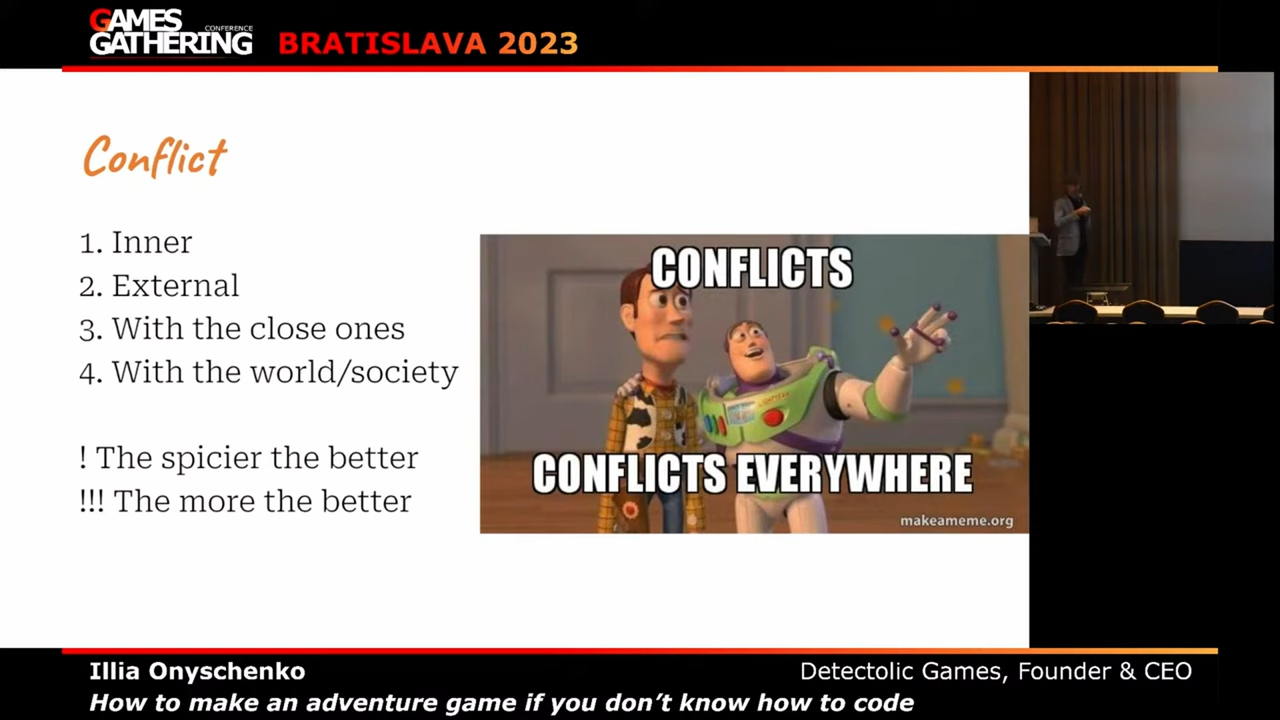 GAMES
CONFERENCE
GATHERING
BRATISLAVA 2023
Conflict
1. Inner
2. External
3. With the close ones
4. With the world/society
! The spicier the better
!!! The more the better
CONFLICTS
CONFLICTS EVERYWHERE
makeameme.org
Illia Onyschenko
Detectolic Games, Founder & CEO
How to make an adventure game if you don’t know how to code